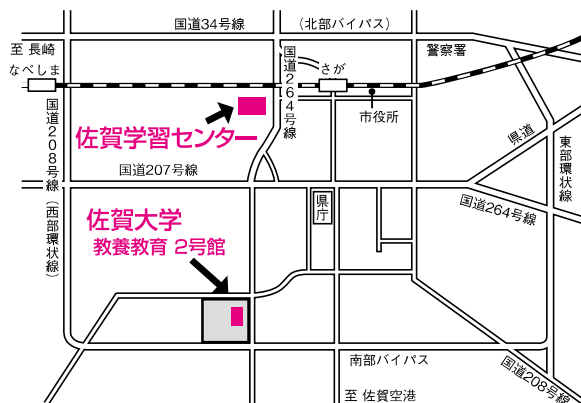 国道34号線
(北部バイパス)
至 長崎
なべしま
国道264号線
さが
警察署
市役所
佐賀学習センター
国道208号線
(西部環状線)
国道207号線
県道
東部環状線
県庁
国道264号線
佐賀大学
教養教育 2号館
南部バイパス
国道208号線
至 佐賀空港